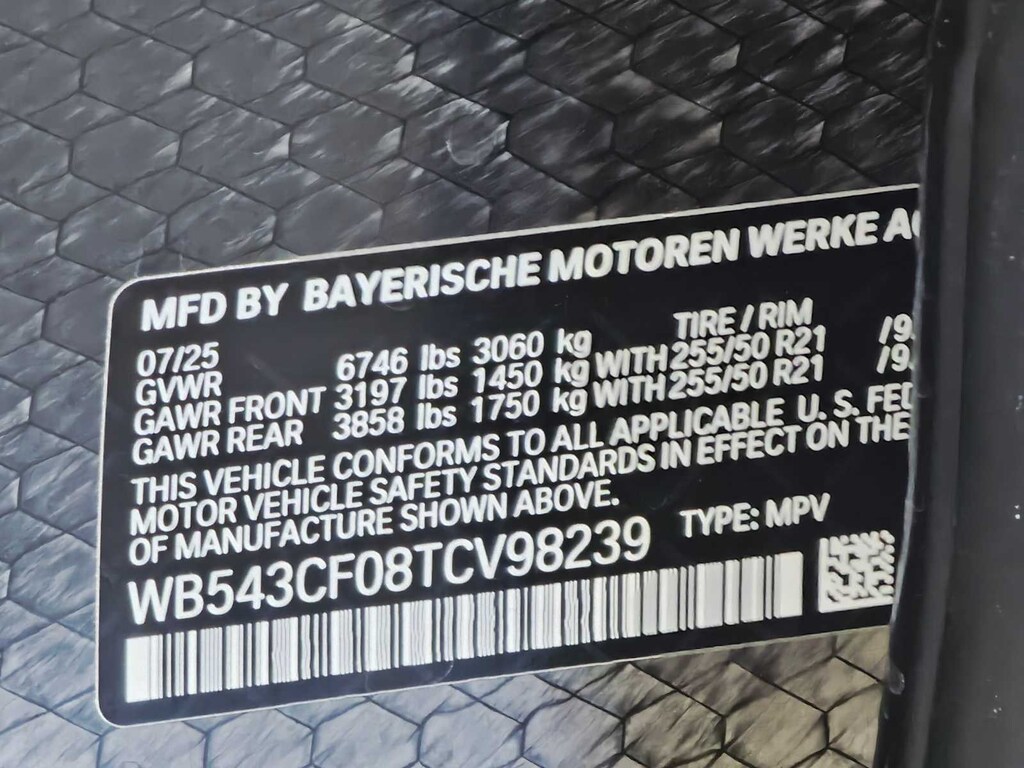 MFD BY BAYERISCHE MOTOREN WERKE
07/25 TIRE / RIM
GVWR 6746 lbs 3060 kg
GAWR FRONT 3197 lbs 1450 kg WITH 255/50 R21
GAWR REAR 3858 lbs 1750 kg WITH 255/50 R21
THIS VEHICLE CONFORMS TO ALL APPLICABLE U. S.
MOTOR VEHICLE SAFETY STANDARDS IN EFFECT ON THE
OF MANUFACTURE SHOWN ABOVE.
WB543CF08TCV98239 TYPE: MPV